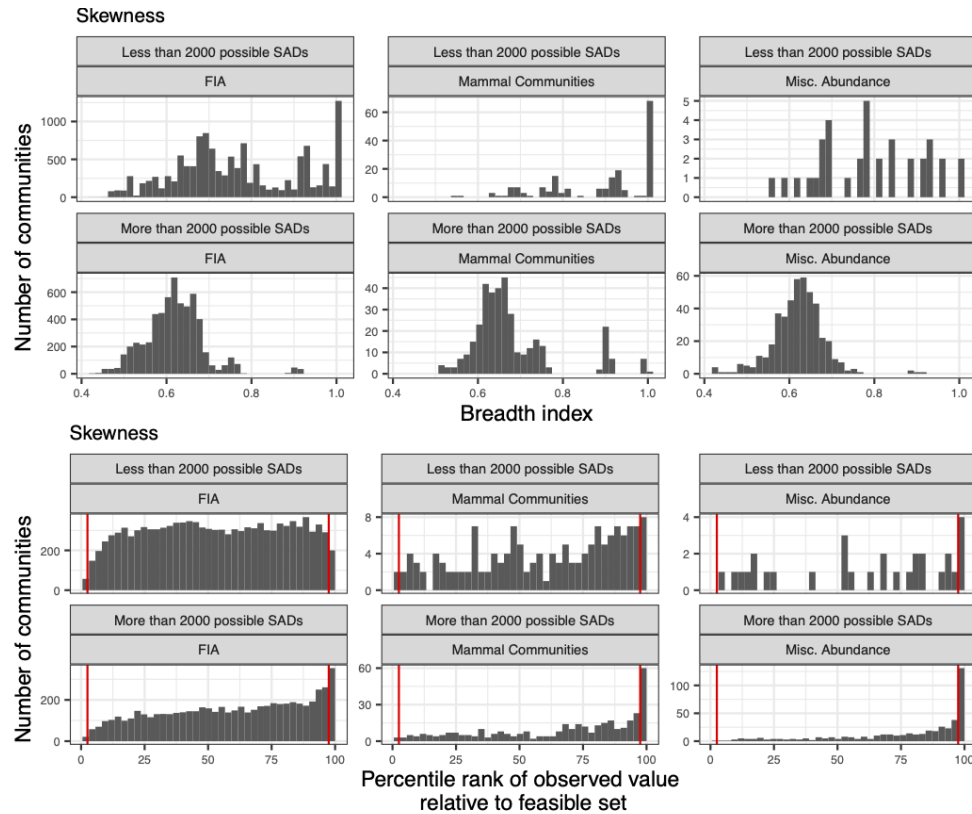 Skewness
Less than 2000 possible SADs
Less than 2000 possible SADs
Less than 2000 possible SADs
FIA
Mammal Communities
Misc. Abundance
1000
500
0
60
40
20
0
5
4
3
2
1
0
More than 2000 possible SADs
More than 2000 possible SADs
More than 2000 possible SADs
FIA
Mammal Communities
Misc. Abundance
600
400
200
0
40
30
20
10
0
60
40
20
0
Number of communities
0.4 0.6 0.8 1.0
0.4 0.6 0.8 1.0
0.4 0.6 0.8 1.0
Breadth index
Skewness
Less than 2000 possible SADs
Less than 2000 possible SADs
Less than 2000 possible SADs
FIA
Mammal Communities
Misc. Abundance
200
0
8
4
0
4
2
0
More than 2000 possible SADs
More than 2000 possible SADs
More than 2000 possible SADs
FIA
Mammal Communities
Misc. Abundance
200
0
60
30
0
100
50
0
Number of communities
0 25 50 75 100
0 25 50 75 100
0 25 50 75 100
Percentile rank of observed value
relative to feasible set